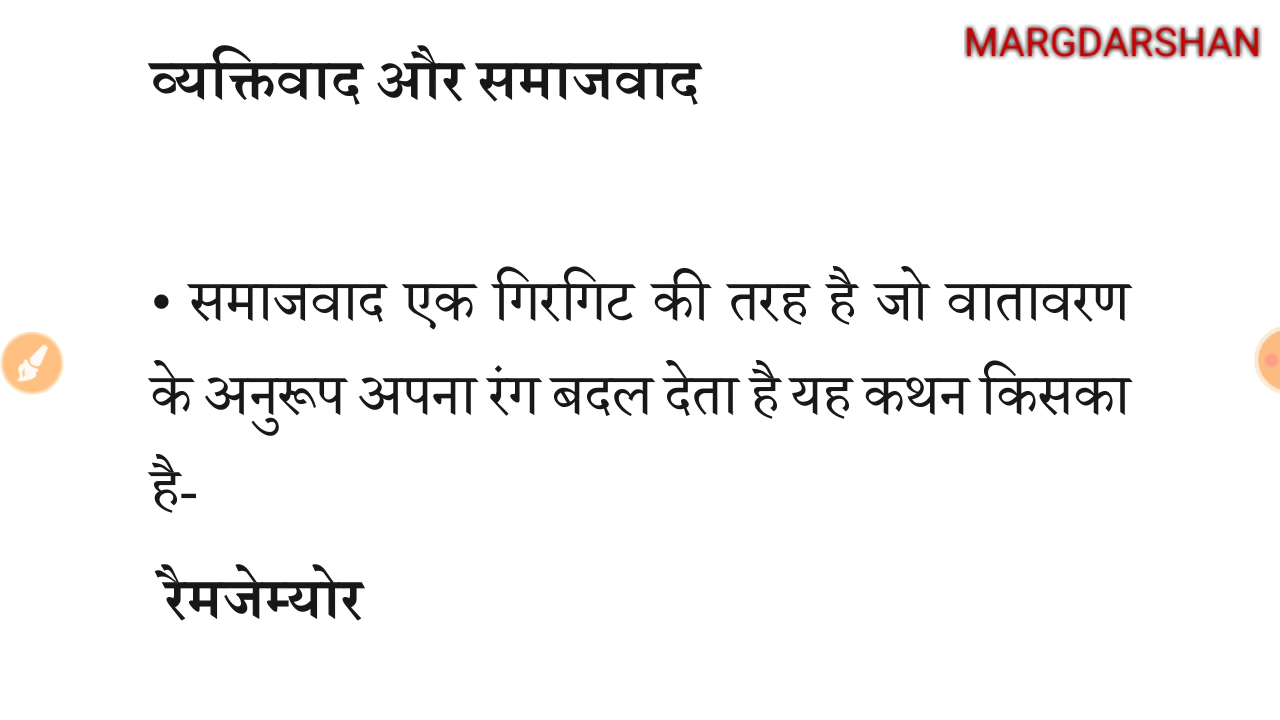 MARGDARSHAN
व्यक्तिवाद और समाजवाद
• समाजवाद एक गिरगिट की तरह है जो वातावरण
के अनुरूप अपना रंग बदल देता है यह कथन किसका
है-
रैमजेम्योर